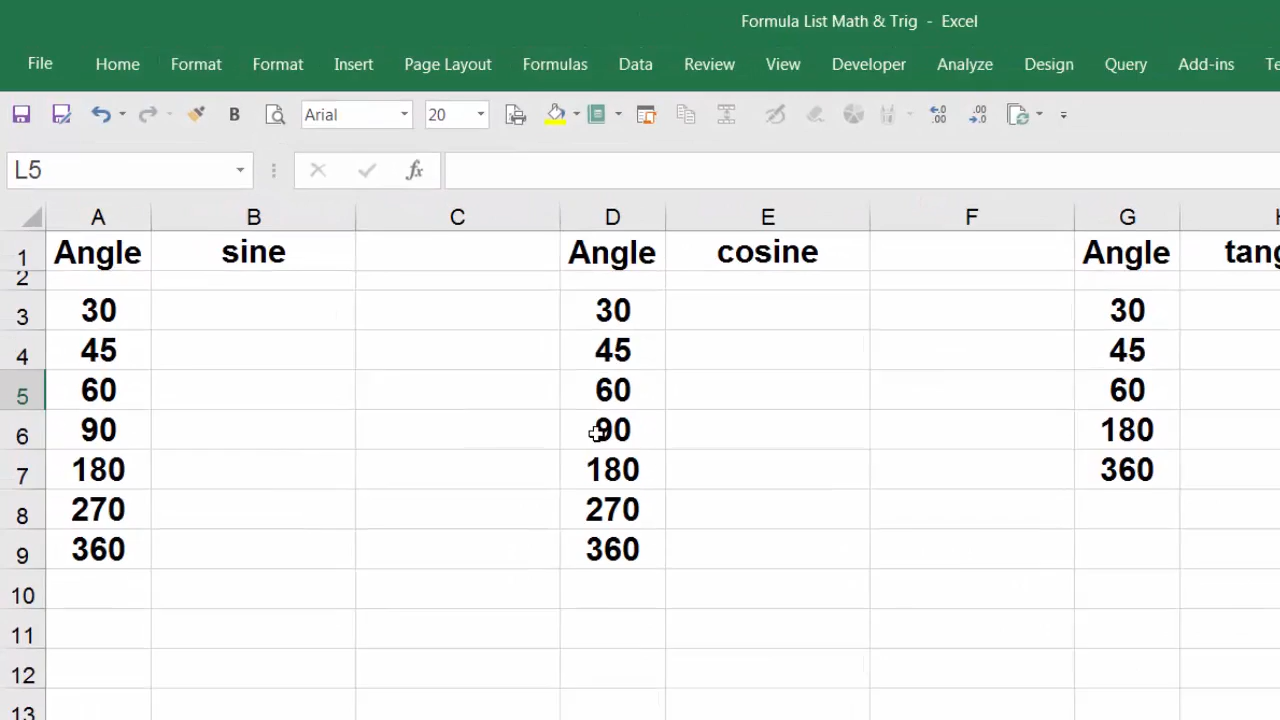 Formula List Math & Trig - Excel
File Home Format Format Insert Page Layout Formulas Data Review View Developer Analyze Design Query Add-ins Te
B Arial 20
L5 fx
A B C D E F G
1 Angle sine Angle cosine Angle tang
2
3 30 30 30
4 45 45 45
5 60 60 60
6 90 90 180
7 180 180 360
8 270 270
9 360 360
10
11
12
13